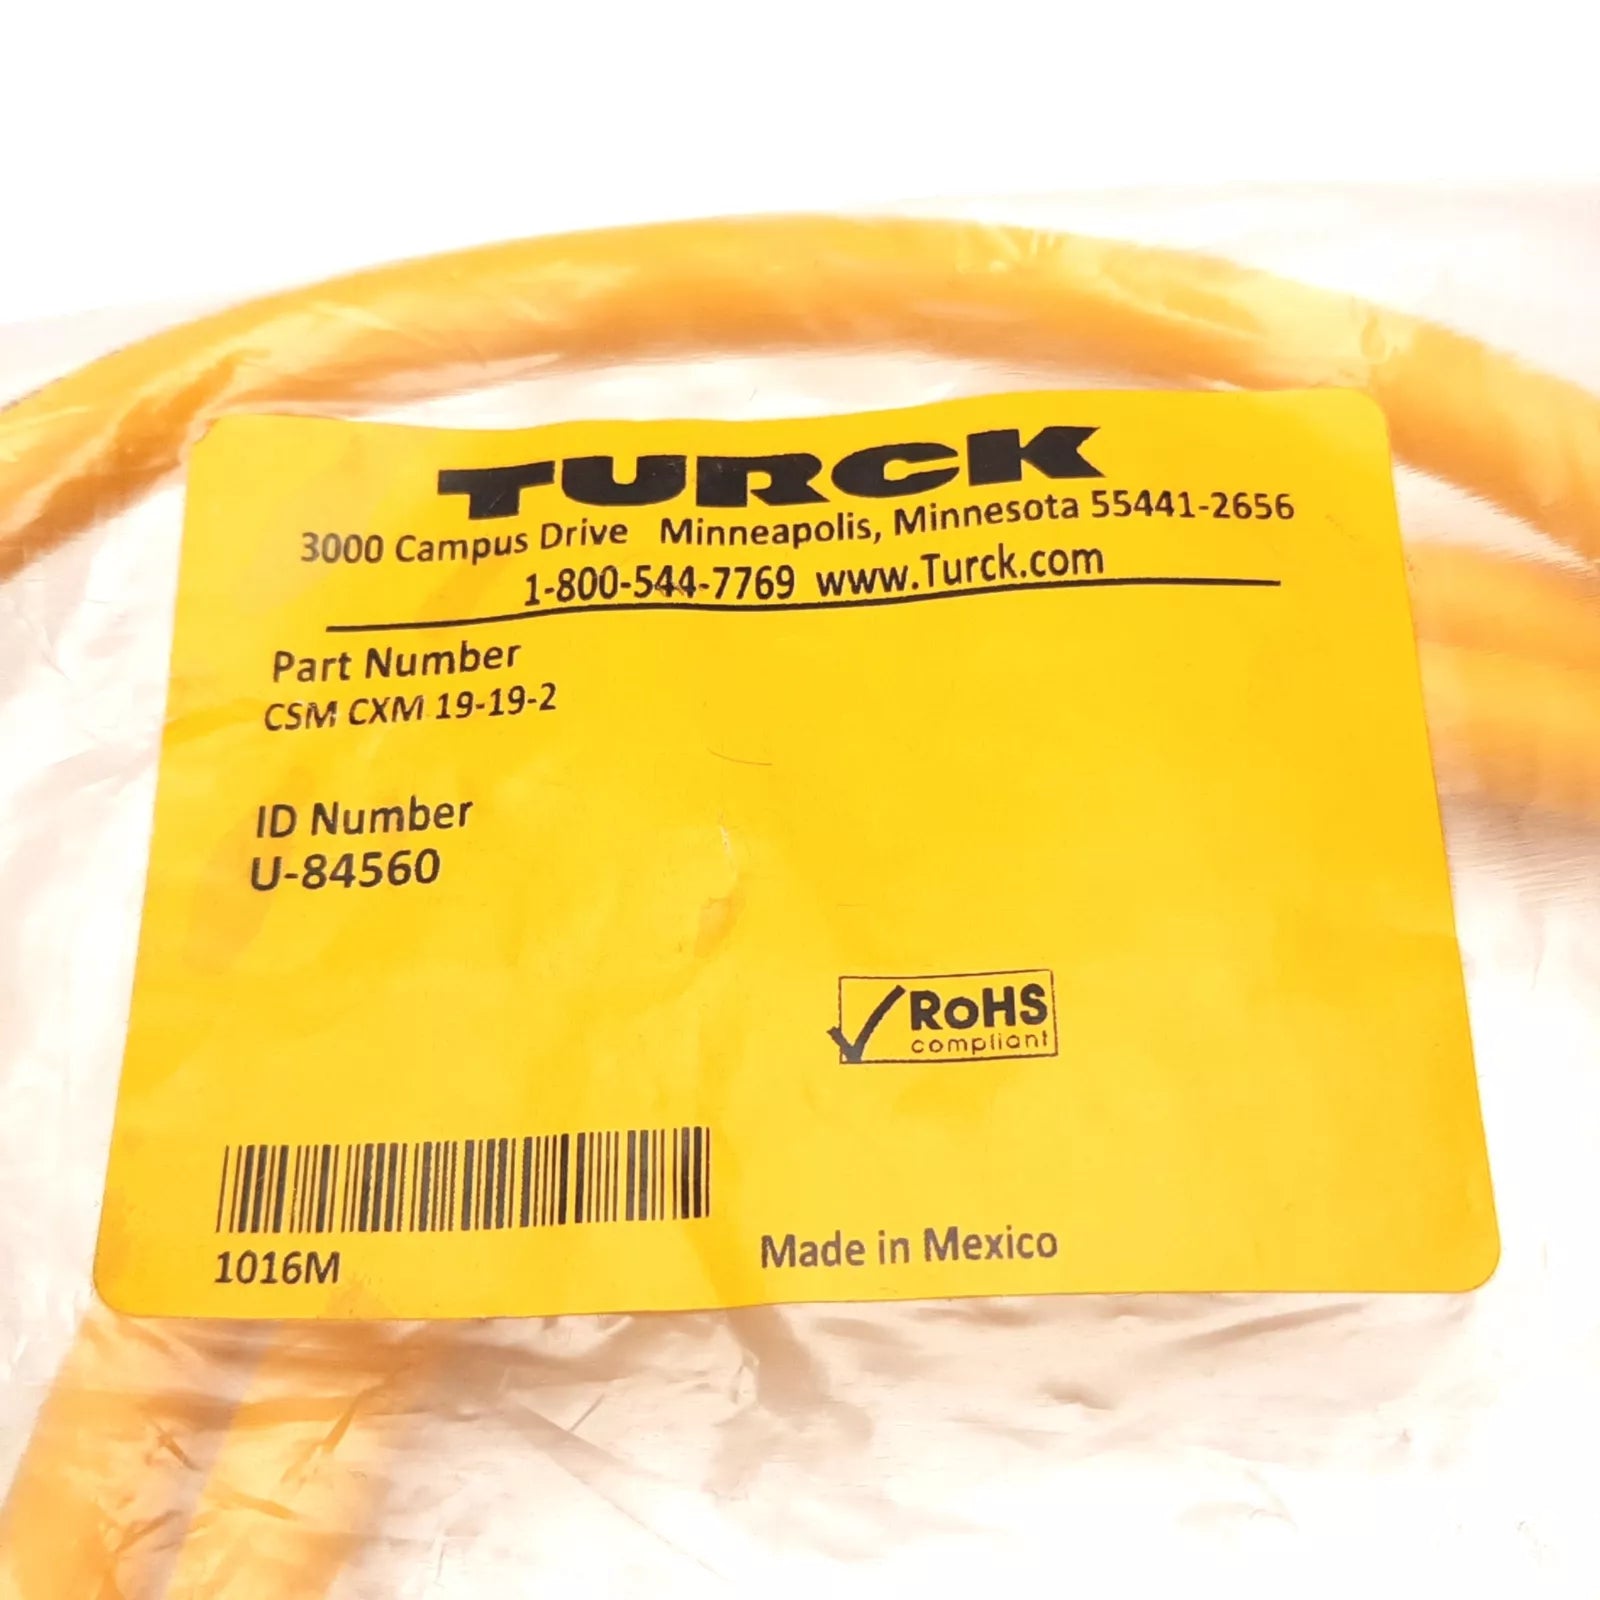 TURCK
3000 Campus Drive Minneapolis, Minnesota 55441-2656
1-800-544-7769 www.Turck.com
Part Number
CSM CXM 19-19-2
ID Number
U-84560
RoHS
compliant
1016M
Made in Mexico